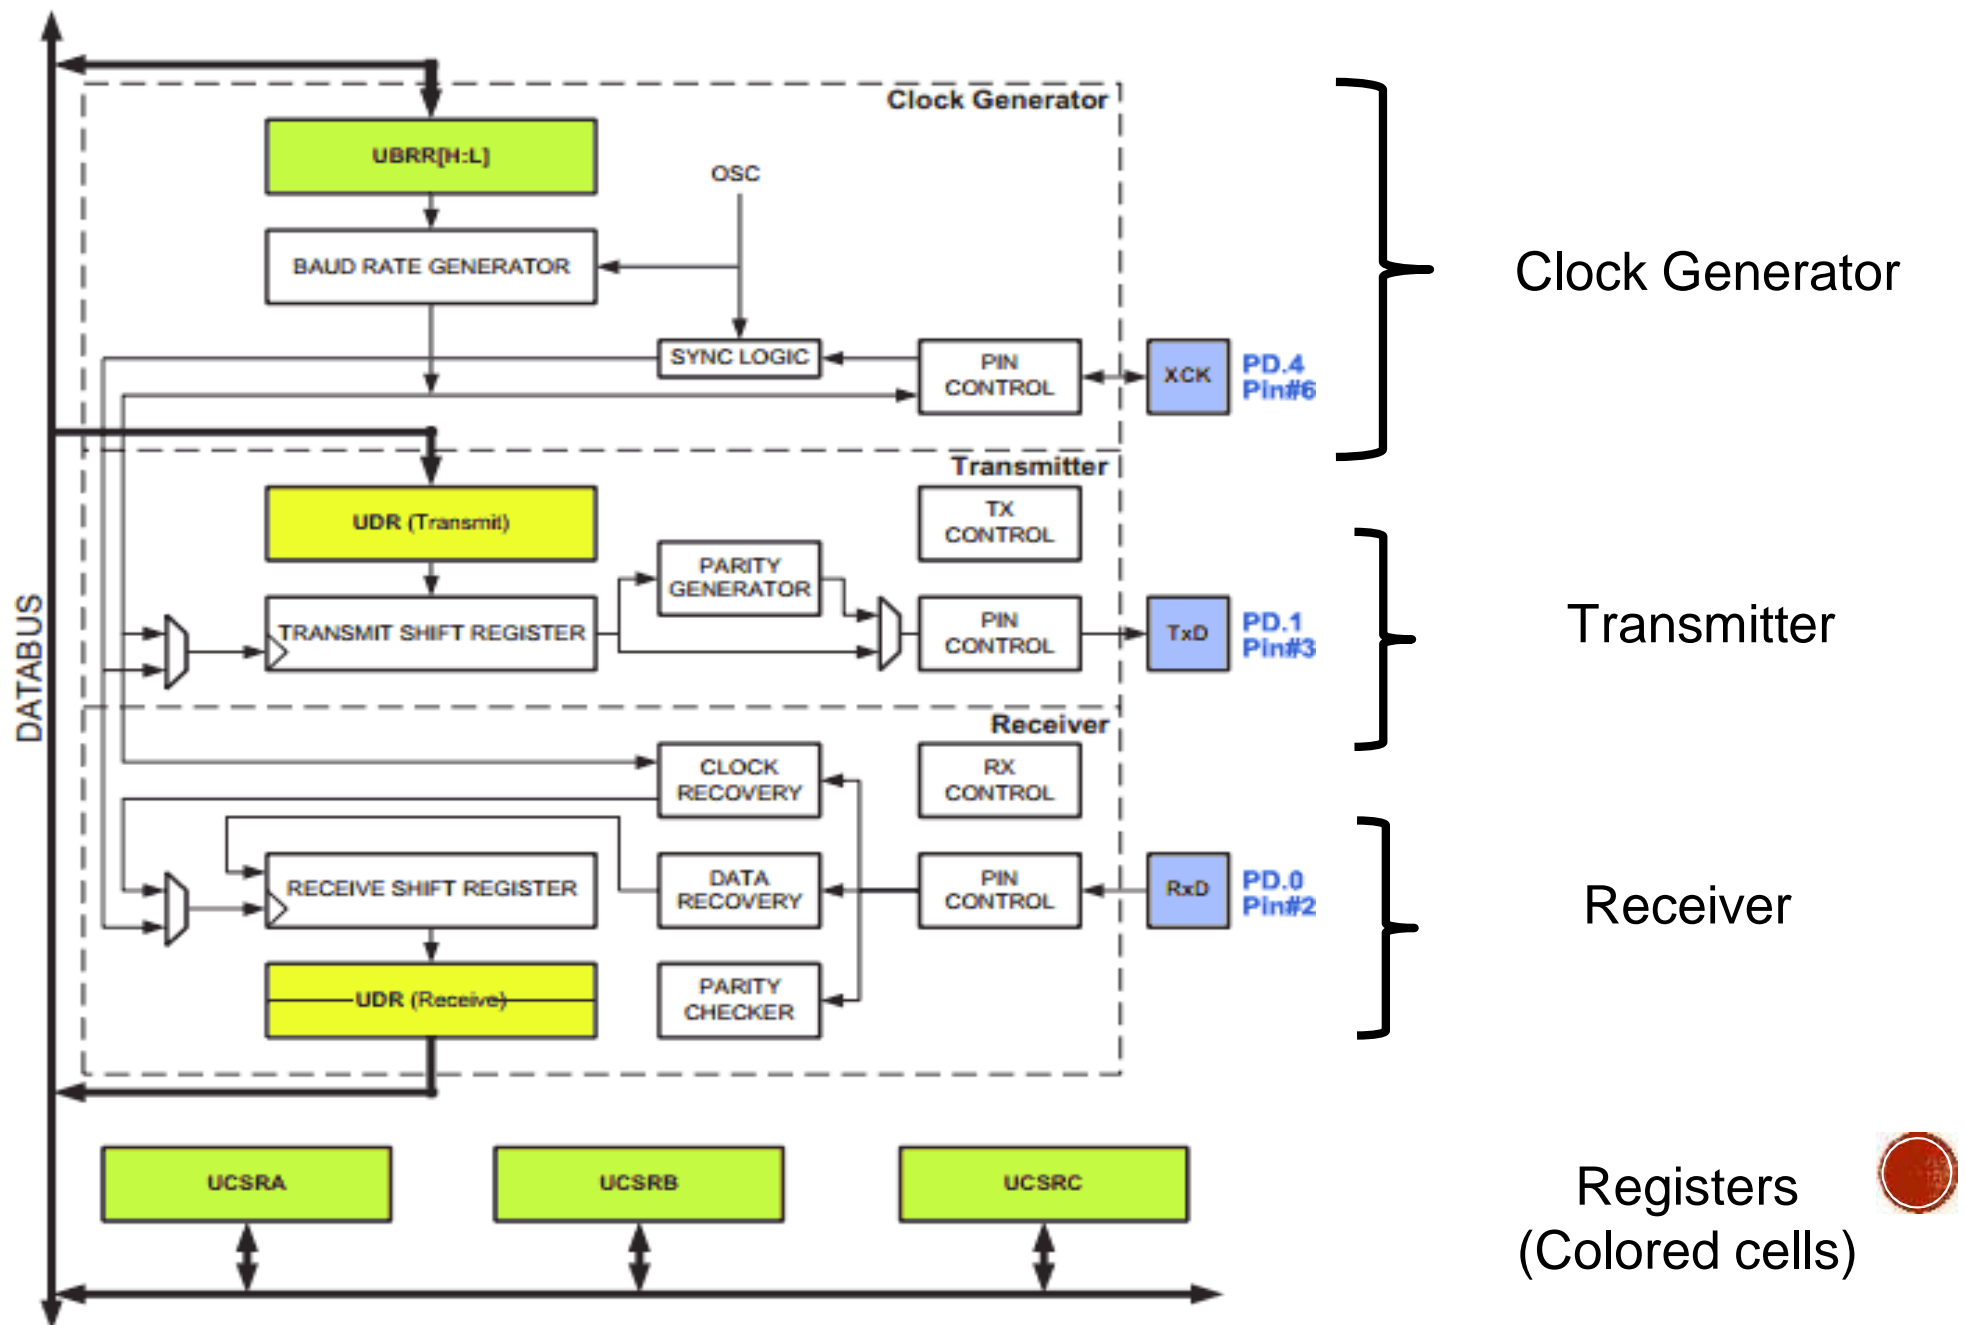 Clock Generator
UBRR[H:L]
OSC
BAUD RATE GENERATOR
SYNC LOGIC
PIN
CONTROL
XCK
PD.4
Pin#6
Clock Generator
Transmitter
UDR (Transmit)
TX
CONTROL
PARITY
GENERATOR
TRANSMIT SHIFT REGISTER
PIN
CONTROL
TxD
PD.1
Pin#3
Transmitter
DATABUS
Receiver
CLOCK
RECOVERY
RX
CONTROL
RECEIVE SHIFT REGISTER
DATA
RECOVERY
PIN
CONTROL
RxD
PD.0
Pin#2
Receiver
UDR (Receive)
PARITY
CHECKER
UCSRA
UCSRB
UCSRC
Registers
(Colored cells)